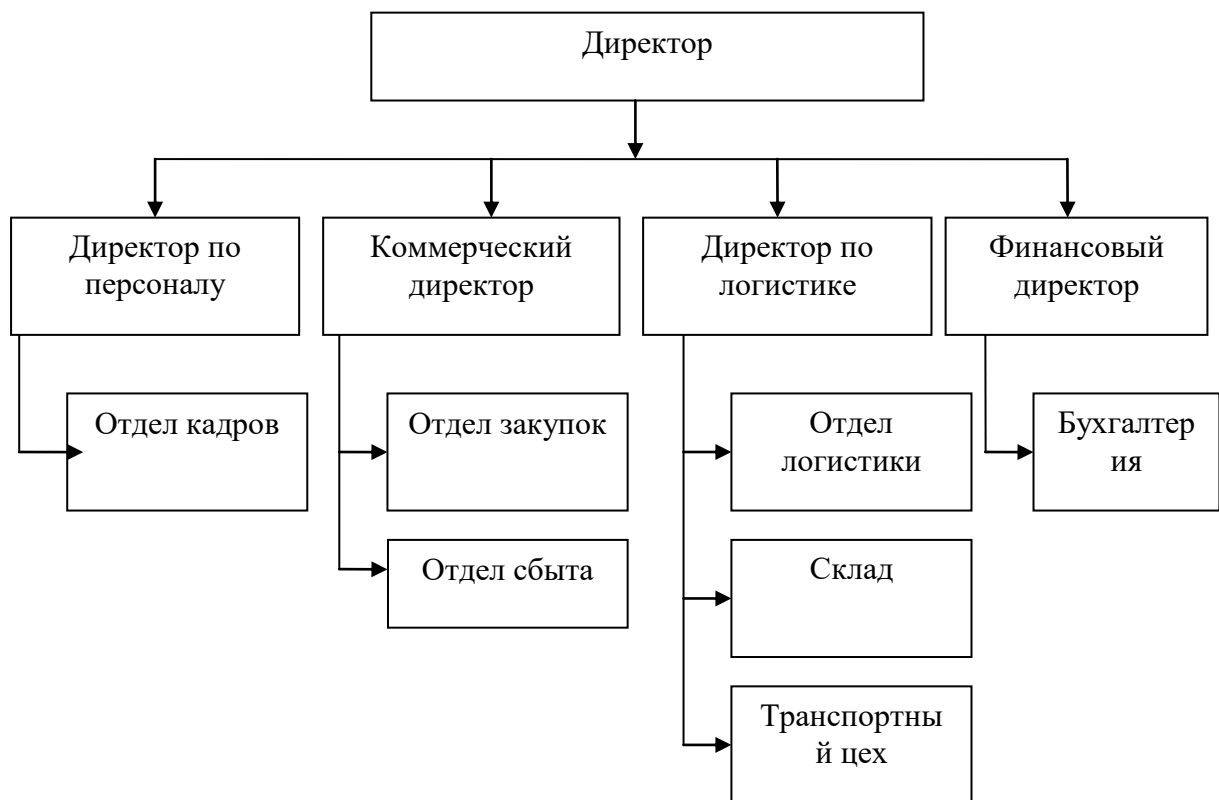 Директор
Директор по
персоналу
Коммерческий
директор
Директор по
логистике
Финансовый
директор
Отдел кадров
Отдел закупок
Отдел
логистики
Бухгалтер
ия
Отдел сбыта
Склад
Транспортны
й цех